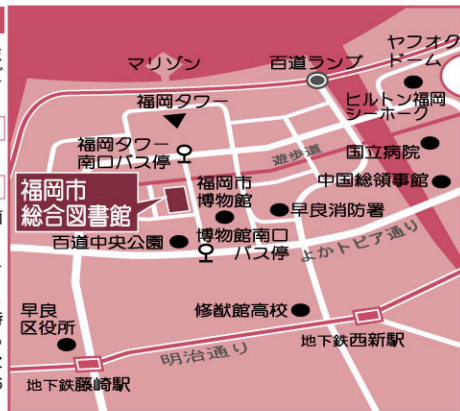 ヤフオク
ドーム
マリゾン
百道ランプ
福岡タワー
ヒルトン福岡
シーホーク
福岡タワー
南口バス停
遊歩道
国立病院
福岡市
総合図書館
福岡市
博物館
中国総領事館
早良消防署
百道中央公園
博物館南口
バス停
よかトピア通り
早良
区役所
修猷館高校
明治通り
地下鉄西新駅
地下鉄藤崎駅